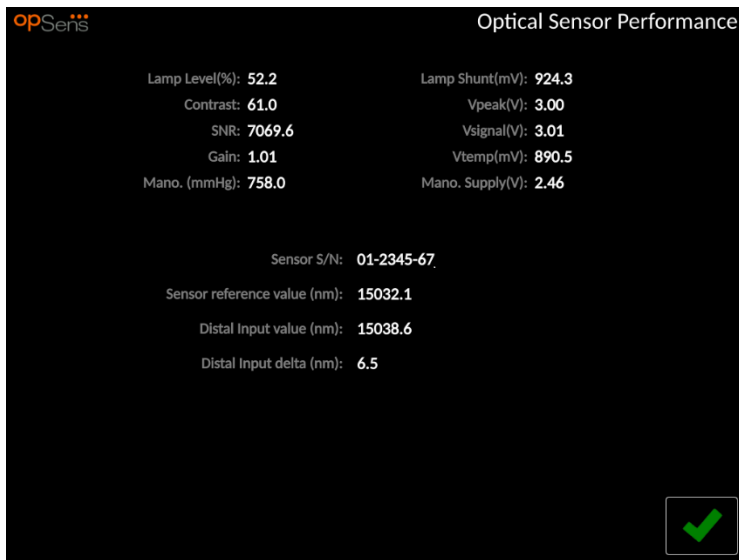 opSens
Optical Sensor Performance
Lamp Level(%): 52.2
Lamp Shunt(mV): 924.3
Contrast: 61.0
Vpeak(V): 3.00
SNR: 7069.6
Vsignal(V): 3.01
Gain: 1.01
Vtemp(mV): 890.5
Mano. (mmHg): 758.0
Mano. Supply(V): 2.46
Sensor S/N: 01-2345-67
Sensor reference value (nm): 15032.1
Distal Input value (nm): 15038.6
Distal Input delta (nm): 6.5